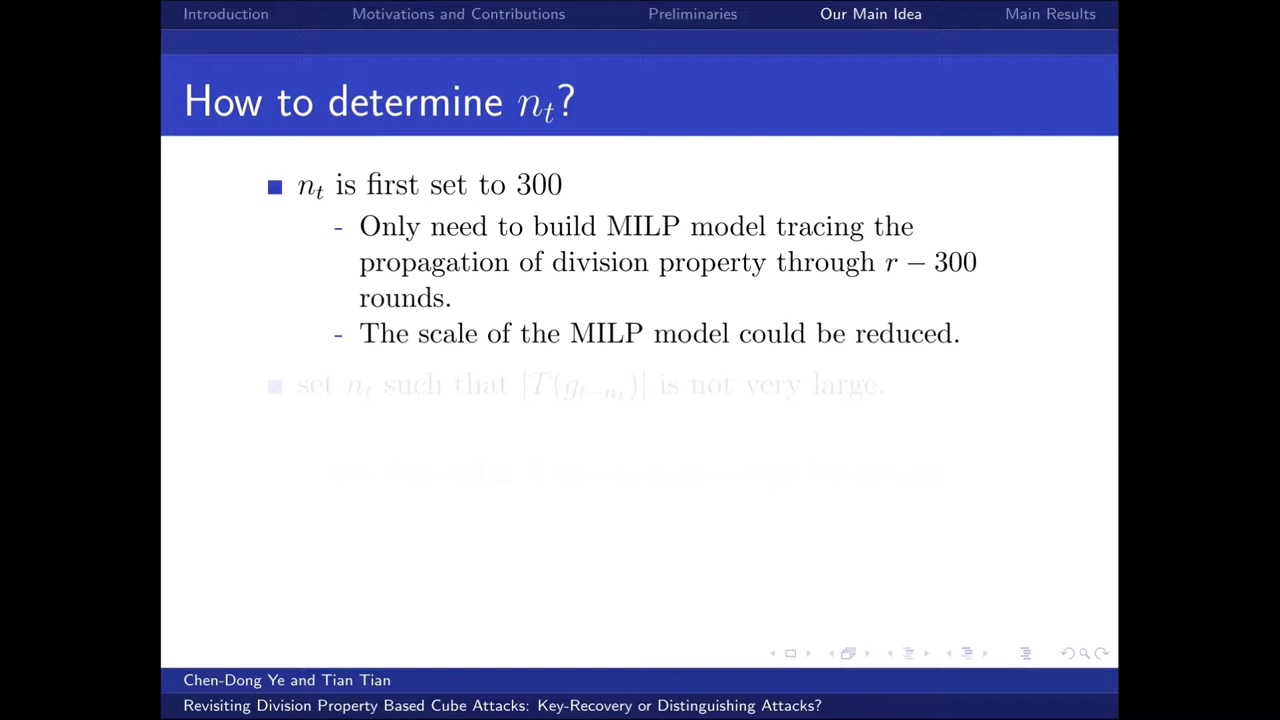 Introduction Motivations and Contributions Preliminaries Our Main Idea Main Results
How to determine n_t?
n_t is first set to 300
- Only need to build MILP model tracing the
propagation of division property through r − 300
rounds.
- The scale of the MILP model could be reduced.
set n_t such that |T(g_{t−n_t})| is not very large.
Chen-Dong Ye and Tian Tian
Revisiting Division Property Based Cube Attacks: Key-Recovery or Distinguishing Attacks?